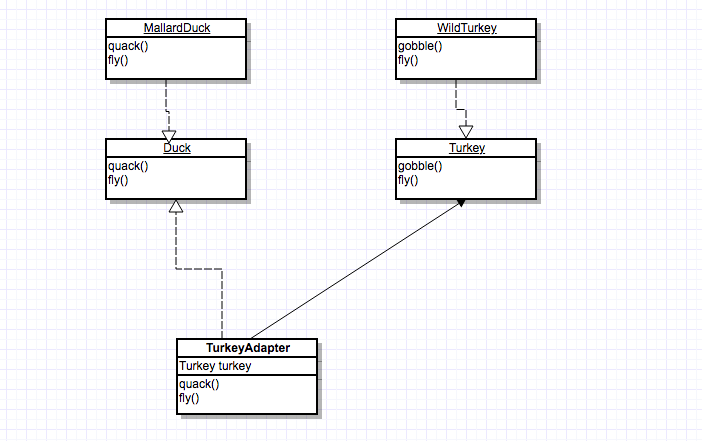 MallardDuck
quack()
fly()
WildTurkey
gobble()
fly()
Duck
quack()
fly()
Turkey
gobble()
fly()
TurkeyAdapter
Turkey turkey
quack()
fly()